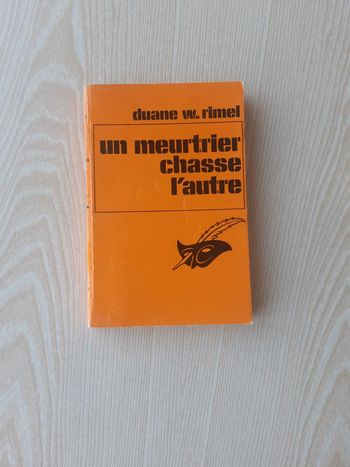 duane w. rimel
un meurtrier
chasse
l'autre